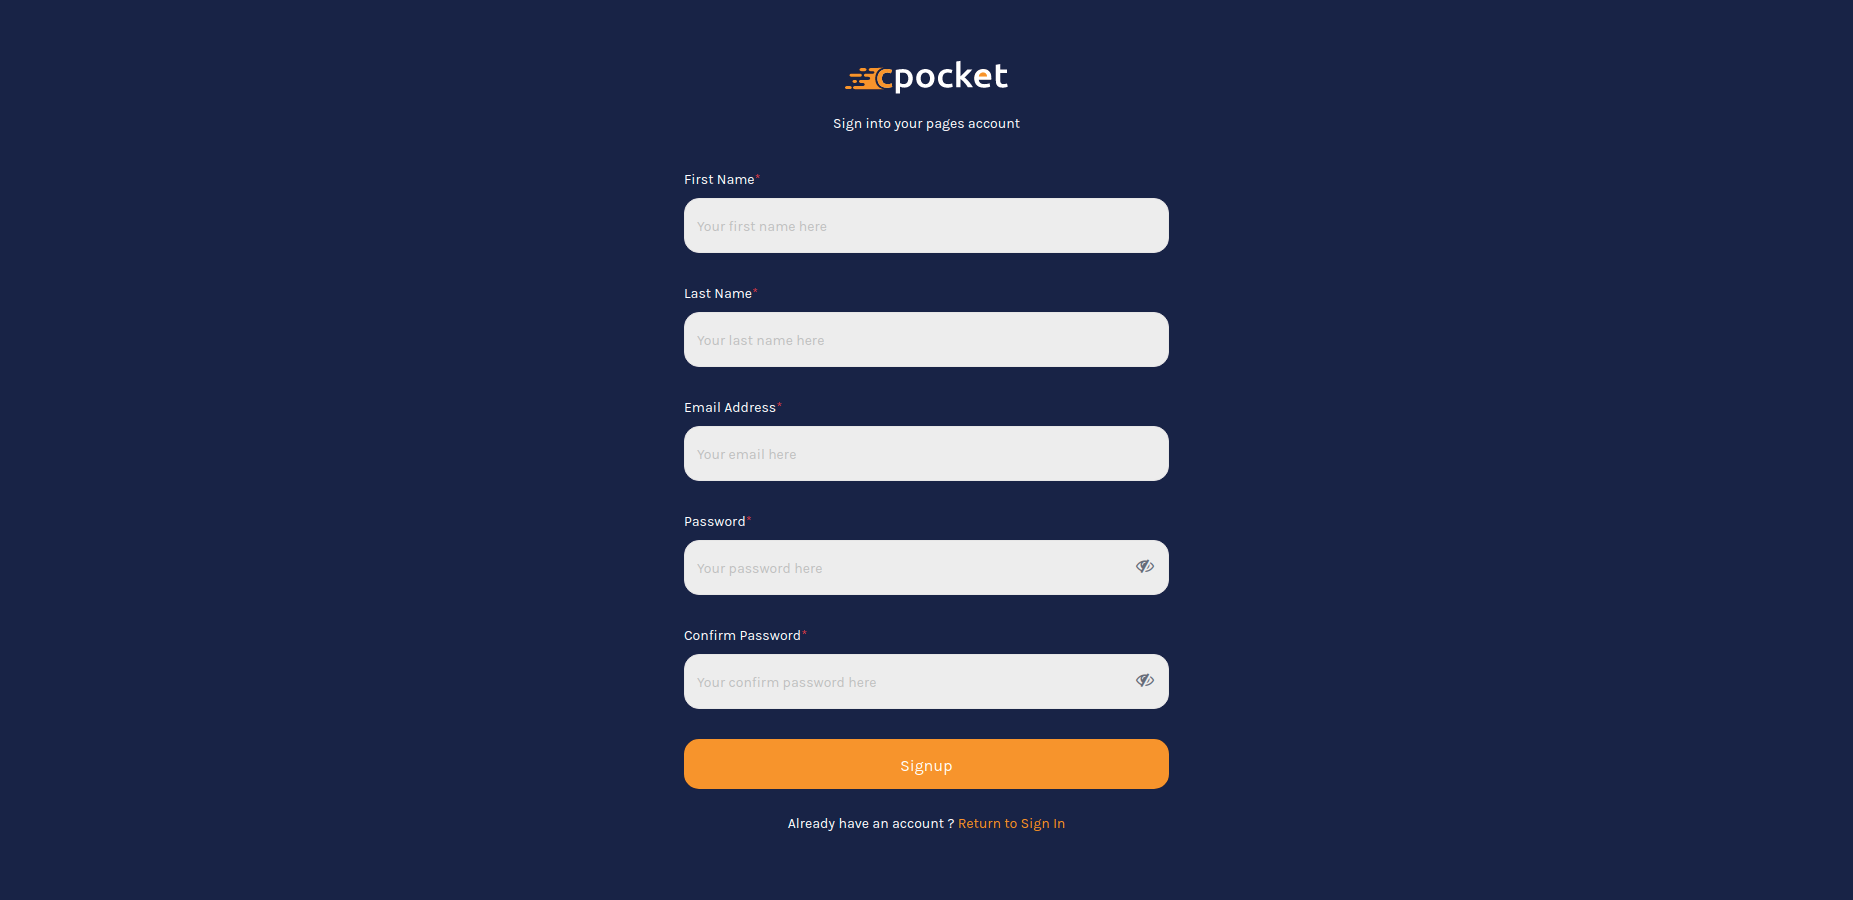 cpocket
Sign into your pages account
First Name*
Your first name here
Last Name*
Your last name here
Email Address*
Your email here
Password*
Your password here
Confirm Password*
Your confirm password here
Signup
Already have an account ? Return to Sign In